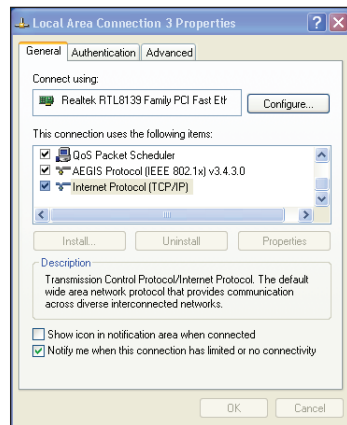 Local Area Connection 3 Properties
General Authentication Advanced
Connect using:
Realtek RTL8139 Family PCI Fast Eth
Configure...
This connection uses the following items:
QoS Packet Scheduler
AEGIS Protocol (IEEE 802.1x) v3.4.3.0
Internet Protocol (TCP/IP)
Install... Uninstall Properties
Description
Transmission Control Protocol/Internet Protocol. The default
wide area network protocol that provides communication
across diverse interconnected networks.
Show icon in notification area when connected
Notify me when this connection has limited or no connectivity
OK Cancel